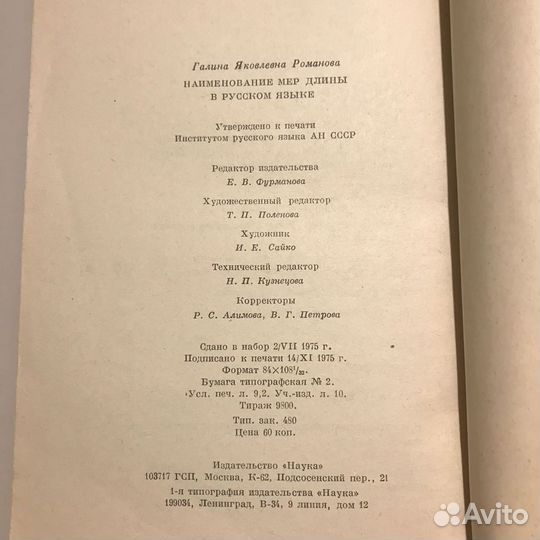 Галина Яковлевна Романова
НАИМЕНОВАНИЕ МЕР ДЛИНЫ
В РУССКОМ ЯЗЫКЕ
Утверждено к печати
Институтом русского языка АН СССР
Редактор издательства
Е. В. Фурманова
Художественный редактор
Т. П. Поленова
Художник
И. Е. Сайко
Технический редактор
Н. П. Кузнецова
Корректоры
Р. С. Алимова, В. Г. Петрова
Сдано в набор 2/VII 1975 г.
Подписано к печати 14/XI 1975 г.
Формат 84×108¹/₃₂.
Бумага типографская № 2.
Усл. печ. л. 9,2. Уч.-изд. л. 10.
Тираж 9800.
Тип. зак. 480
Цена 60 коп.
Издательство «Наука»
103717 ГСП, Москва, К-62, Подсосенский пер., 21
1-я типография издательства «Наука»
199034, Ленинград, В-34, 9 линия, дом 12
Avito